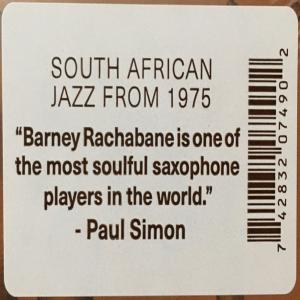 SOUTH AFRICAN
JAZZ FROM 1975
“Barney Rachabane is one of
the most soulful saxophone
players in the world.”
- Paul Simon
7 42832 07490 2